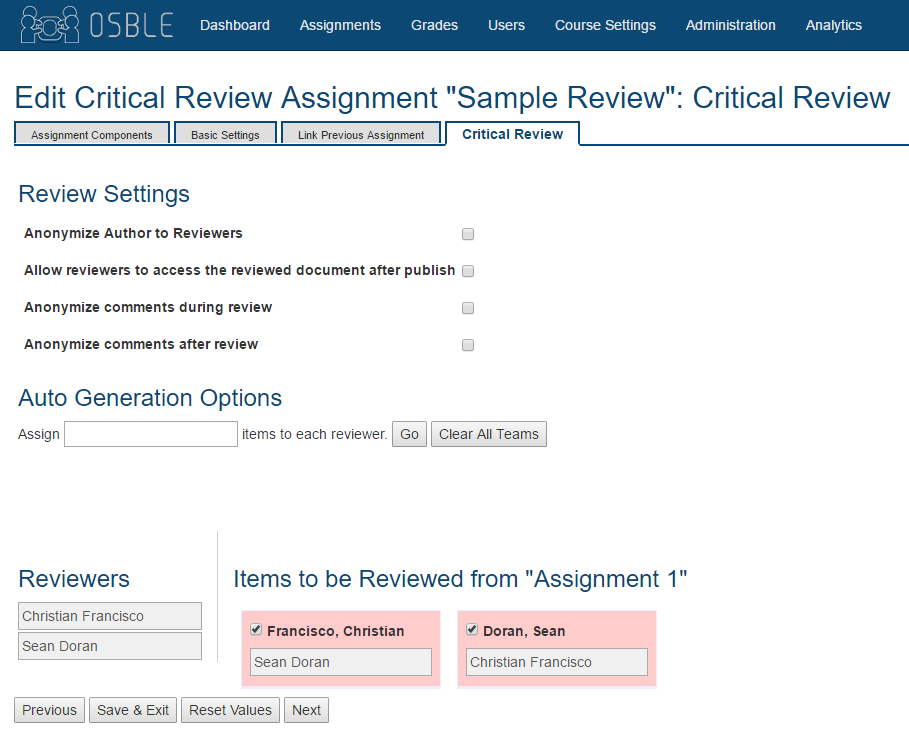 OSBLE Dashboard Assignments Grades Users Course Settings Administration Analytics
Edit Critical Review Assignment "Sample Review": Critical Review
Assignment Components Basic Settings Link Previous Assignment Critical Review
Review Settings
Anonymize Author to Reviewers
Allow reviewers to access the reviewed document after publish
Anonymize comments during review
Anonymize comments after review
Auto Generation Options
Assign items to each reviewer. Go Clear All Teams
Reviewers
Christian Francisco
Sean Doran
Items to be Reviewed from "Assignment 1"
Francisco, Christian
Sean Doran
Doran, Sean
Christian Francisco
Previous Save & Exit Reset Values Next